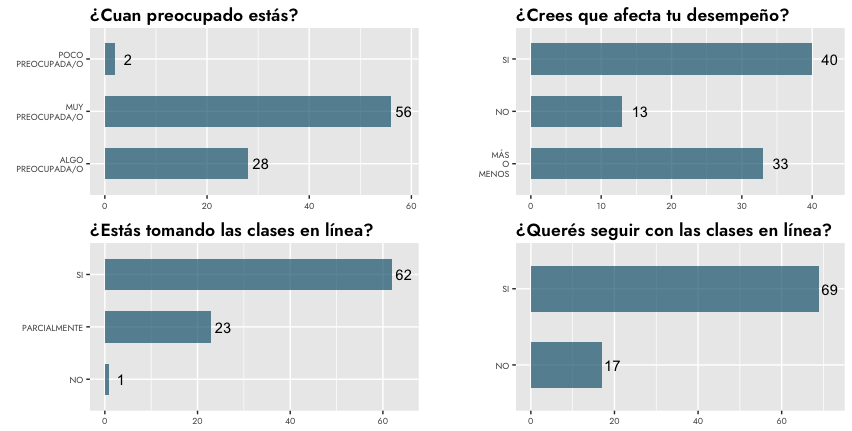 ¿Cuan preocupado estás?
POCO
PREOCUPADA/O
2
MUY
PREOCUPADA/O
56
ALGO
PREOCUPADA/O
28
0 20 40 60
¿Crees que afecta tu desempeño?
SI
40
NO
13
MÁS
O
MENOS
33
0 10 20 30 40
¿Estás tomando las clases en línea?
SI
62
PARCIALMENTE
23
NO
1
0 20 40 60
¿Querés seguir con las clases en línea?
SI
69
NO
17
0 20 40 60